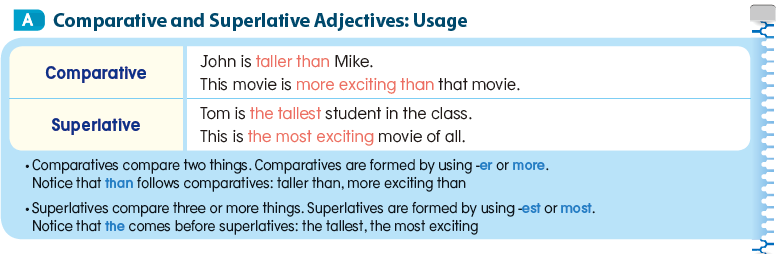 A Comparative and Superlative Adjectives: Usage
Comparative
John is taller than Mike.
This movie is more exciting than that movie.
Superlative
Tom is the tallest student in the class.
This is the most exciting movie of all.
• Comparatives compare two things. Comparatives are formed by using -er or more.
Notice that than follows comparatives: taller than, more exciting than
• Superlatives compare three or more things. Superlatives are formed by using -est or most.
Notice that the comes before superlatives: the tallest, the most exciting